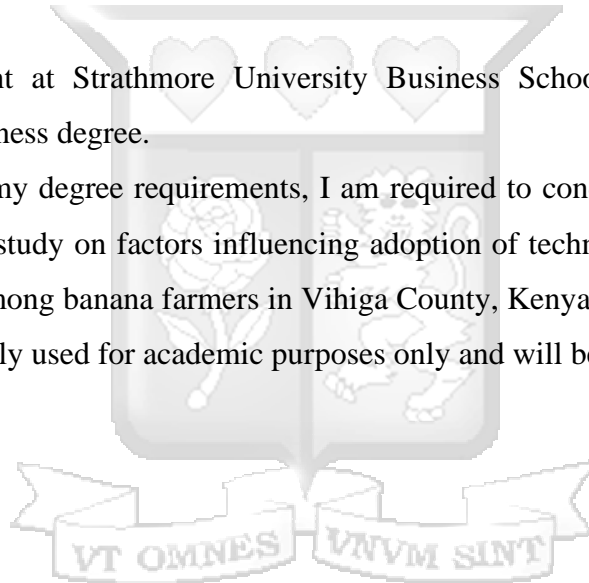 nt at Strathmore University Business Schoo
ness degree.
my degree requirements, I am required to con
study on factors influencing adoption of techn
nong banana farmers in Vihiga County, Kenya
ly used for academic purposes only and will be
VT OMNES VNVM SINT